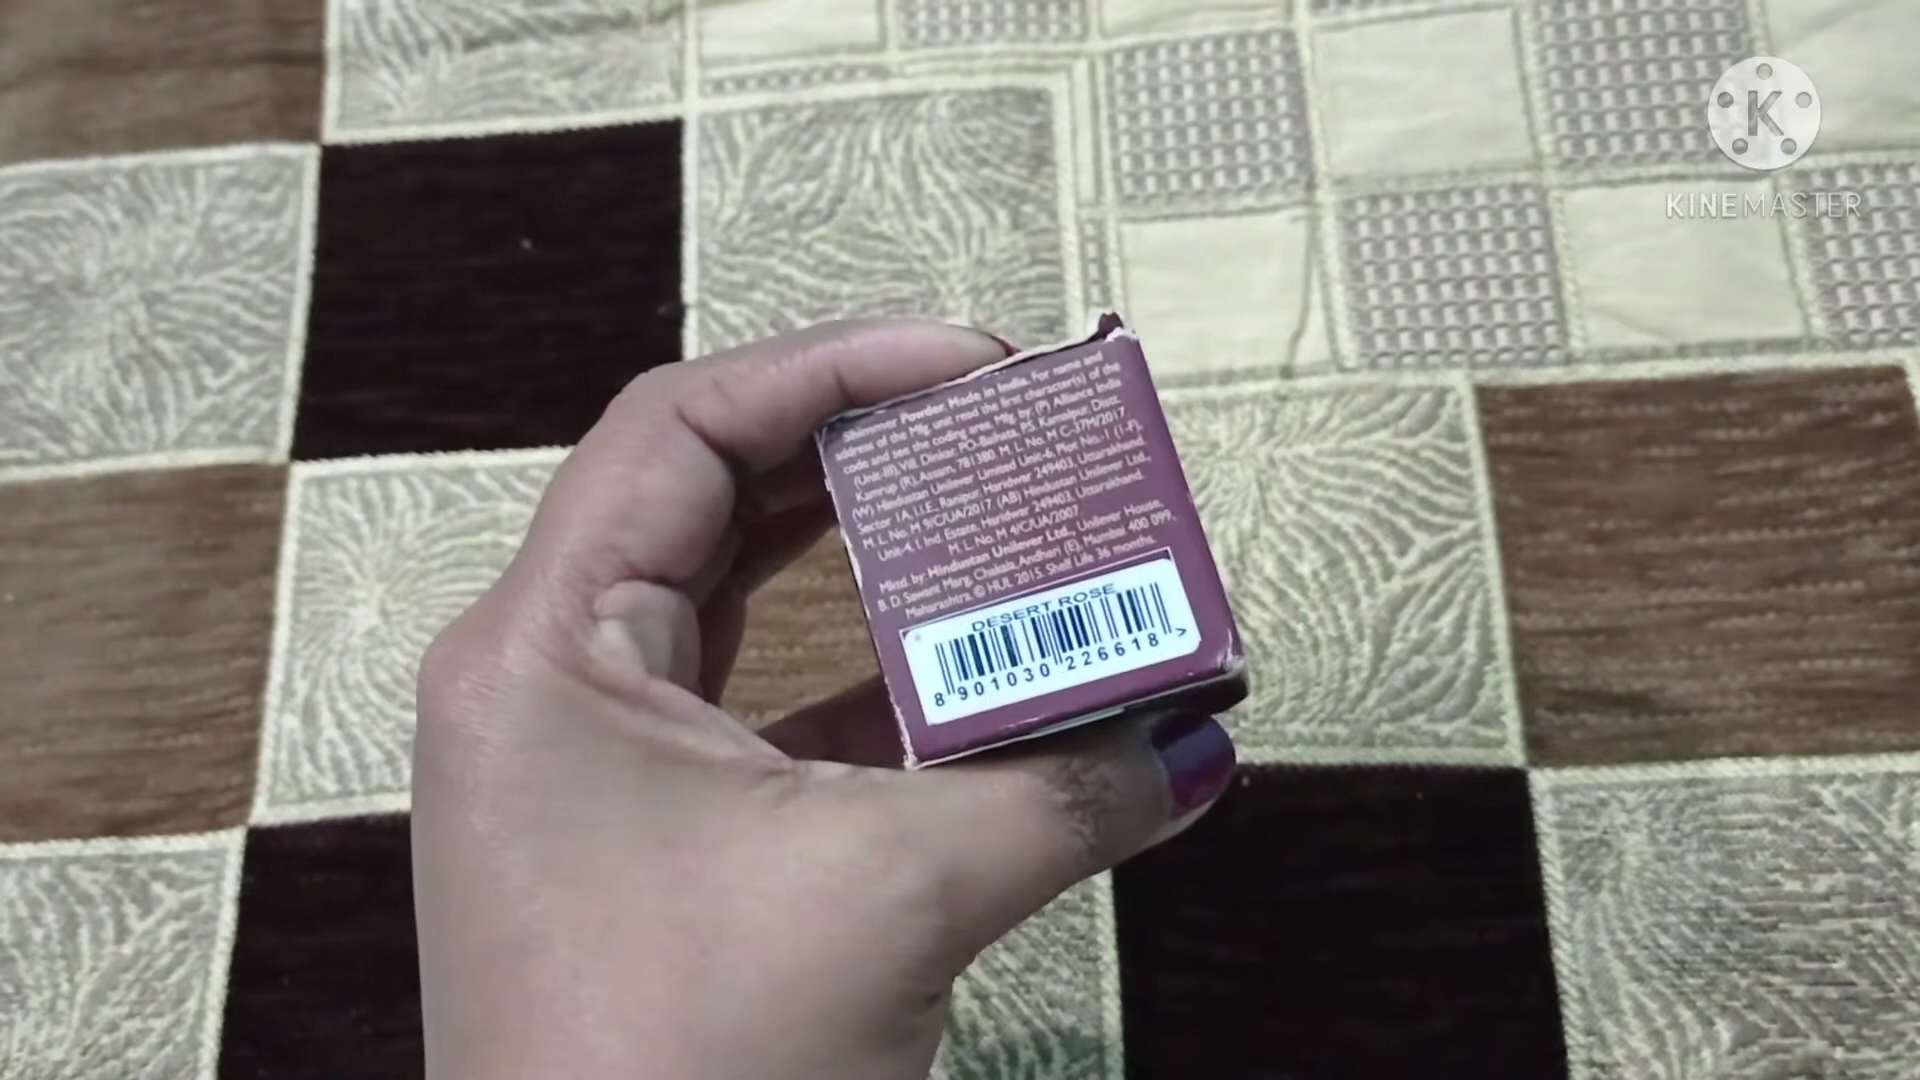 K
KINEMASTER
Shimmer Powder. Made in India. For name and
address of the Mfg. unit read the first character(s) of the
code and see the coding area. Mfg. by: (P) Alliance India
(Unit-III), Vill. Dinkar, P.O.-Baihata, P.S. Kamalpur, Distt.
Kamrup (R), Assam, 781380 M. L. No. M C-37M/2017
(W) Hindustan Unilever Limited Unit-6, Plot No.-1 (1-F),
Sector 1A, I.I.E., Ranipur, Haridwar 249403, Uttarakhand.
M. L. No. M 9/C/UA/2017 (AB) Hindustan Unilever Ltd.,
Unit-4, I. Ind. Estate, Haridwar 249403, Uttarakhand.
M. L. No. M 4/C/UA/2007
Mktd. by: Hindustan Unilever Ltd., Unilever House,
B. D. Sawant Marg, Chakala, Andheri (E), Mumbai 400 099,
Maharashtra. © HUL 2015. Shelf Life 36 months.
DESERT ROSE
8 901030 226618 >